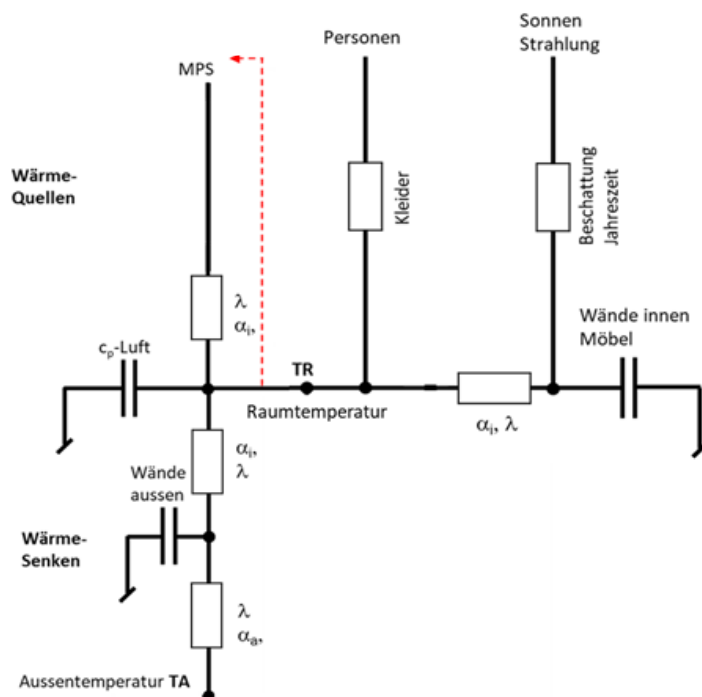 Personen
Sonnen
Strahlung
MPS
Wärme-
Quellen
Kleider
Beschattung
Jahreszeit
λ
αi,
cp-Luft
TR
Raumtemperatur
Wände innen
Möbel
αi, λ
αi,
λ
Wände
aussen
Wärme-
Senken
λ
αa,
Aussentemperatur TA